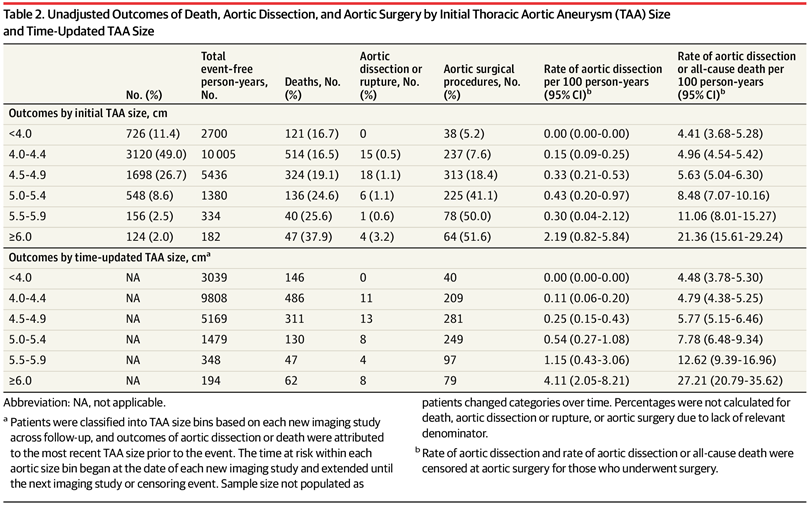 Table 2. Unadjusted Outcomes of Death, Aortic Dissection, and Aortic Surgery by Initial Thoracic Aortic Aneurysm (TAA) Size
and Time-Updated TAA Size
No. (%) Total event-free person-years, No. Deaths, No. (%) Aortic dissection or rupture, No. (%) Aortic surgical procedures, No. (%) Rate of aortic dissection per 100 person-years (95% CI)b Rate of aortic dissection or all-cause death per 100 person-years (95% CI)b
Outcomes by initial TAA size, cm
<4.0 726 (11.4) 2700 121 (16.7) 0 38 (5.2) 0.00 (0.00-0.00) 4.41 (3.68-5.28)
4.0-4.4 3120 (49.0) 10 005 514 (16.5) 15 (0.5) 237 (7.6) 0.15 (0.09-0.25) 4.96 (4.54-5.42)
4.5-4.9 1698 (26.7) 5436 324 (19.1) 18 (1.1) 313 (18.4) 0.33 (0.21-0.53) 5.63 (5.04-6.30)
5.0-5.4 548 (8.6) 1380 136 (24.6) 6 (1.1) 225 (41.1) 0.43 (0.20-0.97) 8.48 (7.07-10.16)
5.5-5.9 156 (2.5) 334 40 (25.6) 1 (0.6) 78 (50.0) 0.30 (0.04-2.12) 11.06 (8.01-15.27)
≥6.0 124 (2.0) 182 47 (37.9) 4 (3.2) 64 (51.6) 2.19 (0.82-5.84) 21.36 (15.61-29.24)
Outcomes by time-updated TAA size, cma
<4.0 NA 3039 146 0 40 0.00 (0.00-0.00) 4.48 (3.78-5.30)
4.0-4.4 NA 9808 486 11 209 0.11 (0.06-0.20) 4.79 (4.38-5.25)
4.5-4.9 NA 5169 311 13 281 0.25 (0.15-0.43) 5.77 (5.15-6.46)
5.0-5.4 NA 1479 130 8 249 0.54 (0.27-1.08) 7.78 (6.48-9.34)
5.5-5.9 NA 348 47 4 97 1.15 (0.43-3.06) 12.62 (9.39-16.96)
≥6.0 NA 194 62 8 79 4.11 (2.05-8.21) 27.21 (20.79-35.62)
Abbreviation: NA, not applicable.
a Patients were classified into TAA size bins based on each new imaging study
across follow-up, and outcomes of aortic dissection or death were attributed
to the most recent TAA size prior to the event. The time at risk within each
aortic size bin began at the date of each new imaging study and extended until
the next imaging study or censoring event. Sample size not populated as
patients changed categories over time. Percentages were not calculated for
death, aortic dissection or rupture, or aortic surgery due to lack of relevant
denominator.
b Rate of aortic dissection and rate of aortic dissection or all-cause death were
censored at aortic surgery for those who underwent surgery.